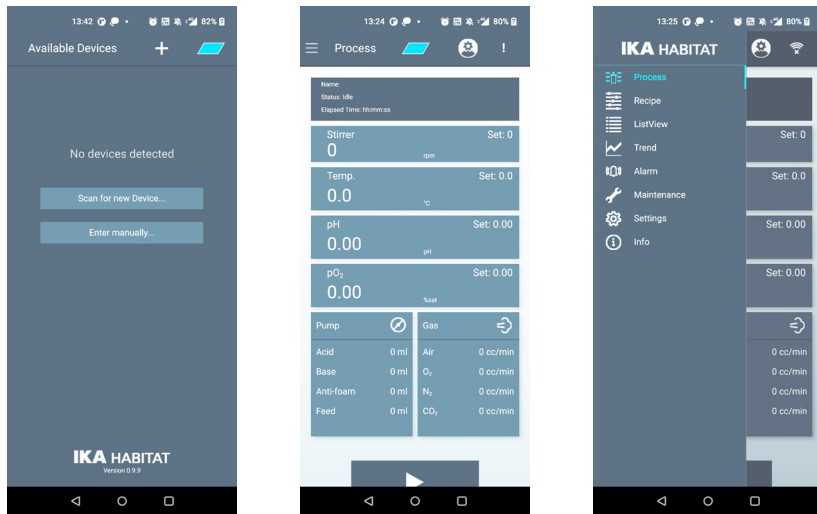 13:42 82%
Available Devices +
No devices detected
Scan for new Device...
Enter manually...
IKA HABITAT
Version 0.9.9
13:24 80%
Process !
Name:
Status: Idle
Elapsed Time: hh:mm:ss
Stirrer Set: 0
0 rpm
Temp. Set: 0.0
0.0 °C
pH Set: 0.00
0.00 pH
pO₂ Set: 0.00
0.00 %sat
Pump Gas
Acid 0 ml Air 0 cc/min
Base 0 ml O₂ 0 cc/min
Anti-foam 0 ml N₂ 0 cc/min
Feed 0 ml CO₂ 0 cc/min
13:25 80%
IKA HABITAT
Process
Recipe
ListView
Set: 0
Trend
Alarm
Set: 0.0
Maintenance
Settings
Set: 0.00
Info
Set: 0.00
0 cc/min
0 cc/min
0 cc/min
0 cc/min